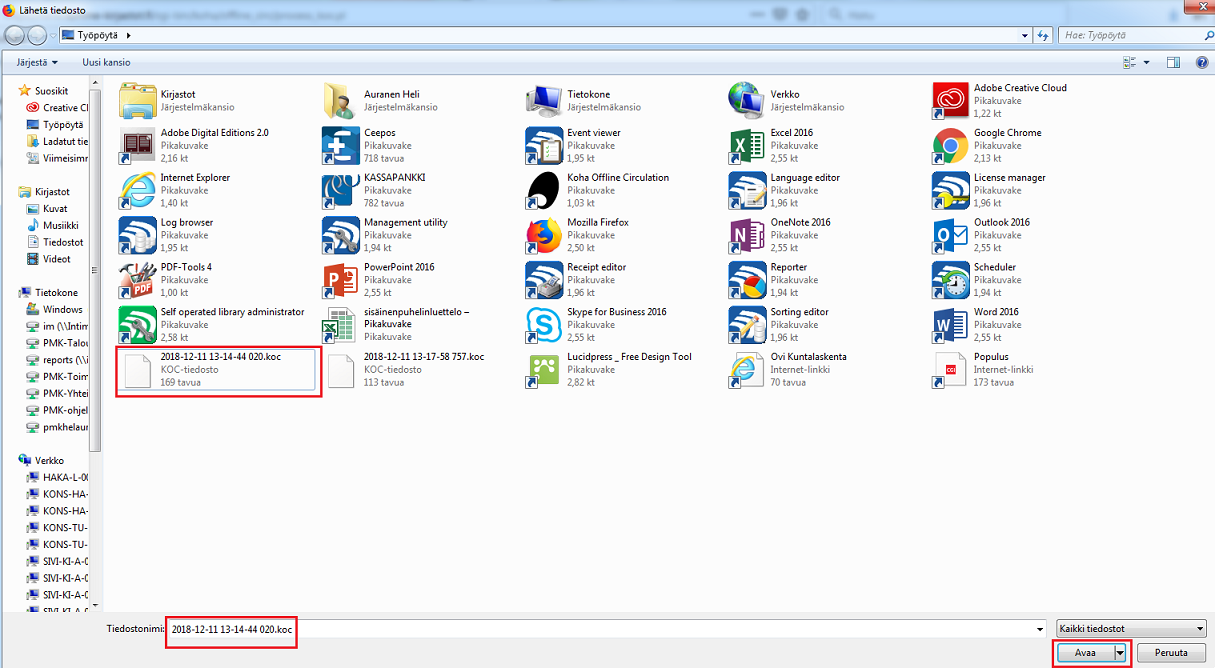 Lähetä tiedosto
Työpöytä
Hae: Työpöytä
Järjestä
Uusi kansio
Suosikit
Creative Cl
Työpöytä
Ladatut tie
Viimeisimr
Kirjastot
Kuvat
Musiikki
Tiedostot
Videot
Tietokone
Windows
im (\\Intim
PMK-Talou
reports (\\i
PMK-Toim
PMK-Yhtei
PMK-ohjel
pmkhelaur
Verkko
HAKA-L-00
KONS-HA-
KONS-HA-
KONS-TU-
KONS-TU-
SIVI-KI-A-0
SIVI-KI-A-0
SIVI-KI-A-0
SIVI-KI-A-0
Kirjastot
Järjestelmäkansio
Auranen Heli
Järjestelmäkansio
Tietokone
Järjestelmäkansio
Verkko
Järjestelmäkansio
Adobe Creative Cloud
Pikakuvake
1,22 kt
Adobe Digital Editions 2.0
Pikakuvake
2,16 kt
Ceepos
Pikakuvake
718 tavua
Event viewer
Pikakuvake
1,95 kt
Excel 2016
Pikakuvake
2,55 kt
Google Chrome
Pikakuvake
2,13 kt
Internet Explorer
Pikakuvake
1,40 kt
KASSAPANKKI
Pikakuvake
782 tavua
Koha Offline Circulation
Pikakuvake
1,03 kt
Language editor
Pikakuvake
1,96 kt
License manager
Pikakuvake
1,96 kt
Log browser
Pikakuvake
1,95 kt
Management utility
Pikakuvake
1,94 kt
Mozilla Firefox
Pikakuvake
2,50 kt
OneNote 2016
Pikakuvake
2,55 kt
Outlook 2016
Pikakuvake
2,55 kt
PDF-Tools 4
Pikakuvake
1,00 kt
PowerPoint 2016
Pikakuvake
2,55 kt
Receipt editor
Pikakuvake
1,96 kt
Reporter
Pikakuvake
1,94 kt
Scheduler
Pikakuvake
1,94 kt
Self operated library administrator
Pikakuvake
2,58 kt
sisäinenpuhelinluettelo –
Pikakuvake
Pikakuvake
Skype for Business 2016
Pikakuvake
2,55 kt
Sorting editor
Pikakuvake
1,96 kt
Word 2016
Pikakuvake
2,55 kt
2018-12-11 13-14-44 020.koc
KOC-tiedosto
169 tavua
2018-12-11 13-17-58 757.koc
KOC-tiedosto
113 tavua
Lucidpress _ Free Design Tool
Pikakuvake
2,82 kt
Ovi Kuntalaskenta
Internet-linkki
70 tavua
Populus
Internet-linkki
173 tavua
Tiedostonimi:
2018-12-11 13-14-44 020.koc
Kaikki tiedostot
Avaa
Peruuta